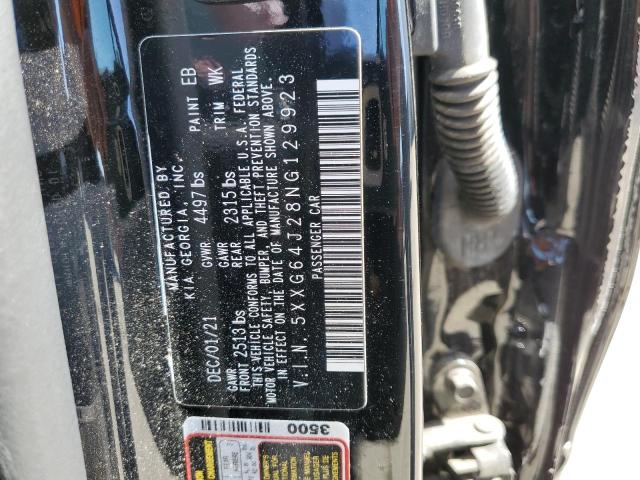 MANUFACTURED BY
KIA GEORGIA, INC.
DEC/01/21 GVWR 4497lbs PAINT EB
GAWR FRONT 2513lbs GAWR REAR 2315lbs TRIM WK
THIS VEHICLE CONFORMS TO ALL APPLICABLE U.S.A. FEDERAL
MOTOR VEHICLE SAFETY, BUMPER, AND THEFT PREVENTION STANDARDS
IN EFFECT ON THE DATE OF MANUFACTURE SHOWN ABOVE.
V.I.N. 5XXG64J28NG129923
PASSENGER CAR
3500